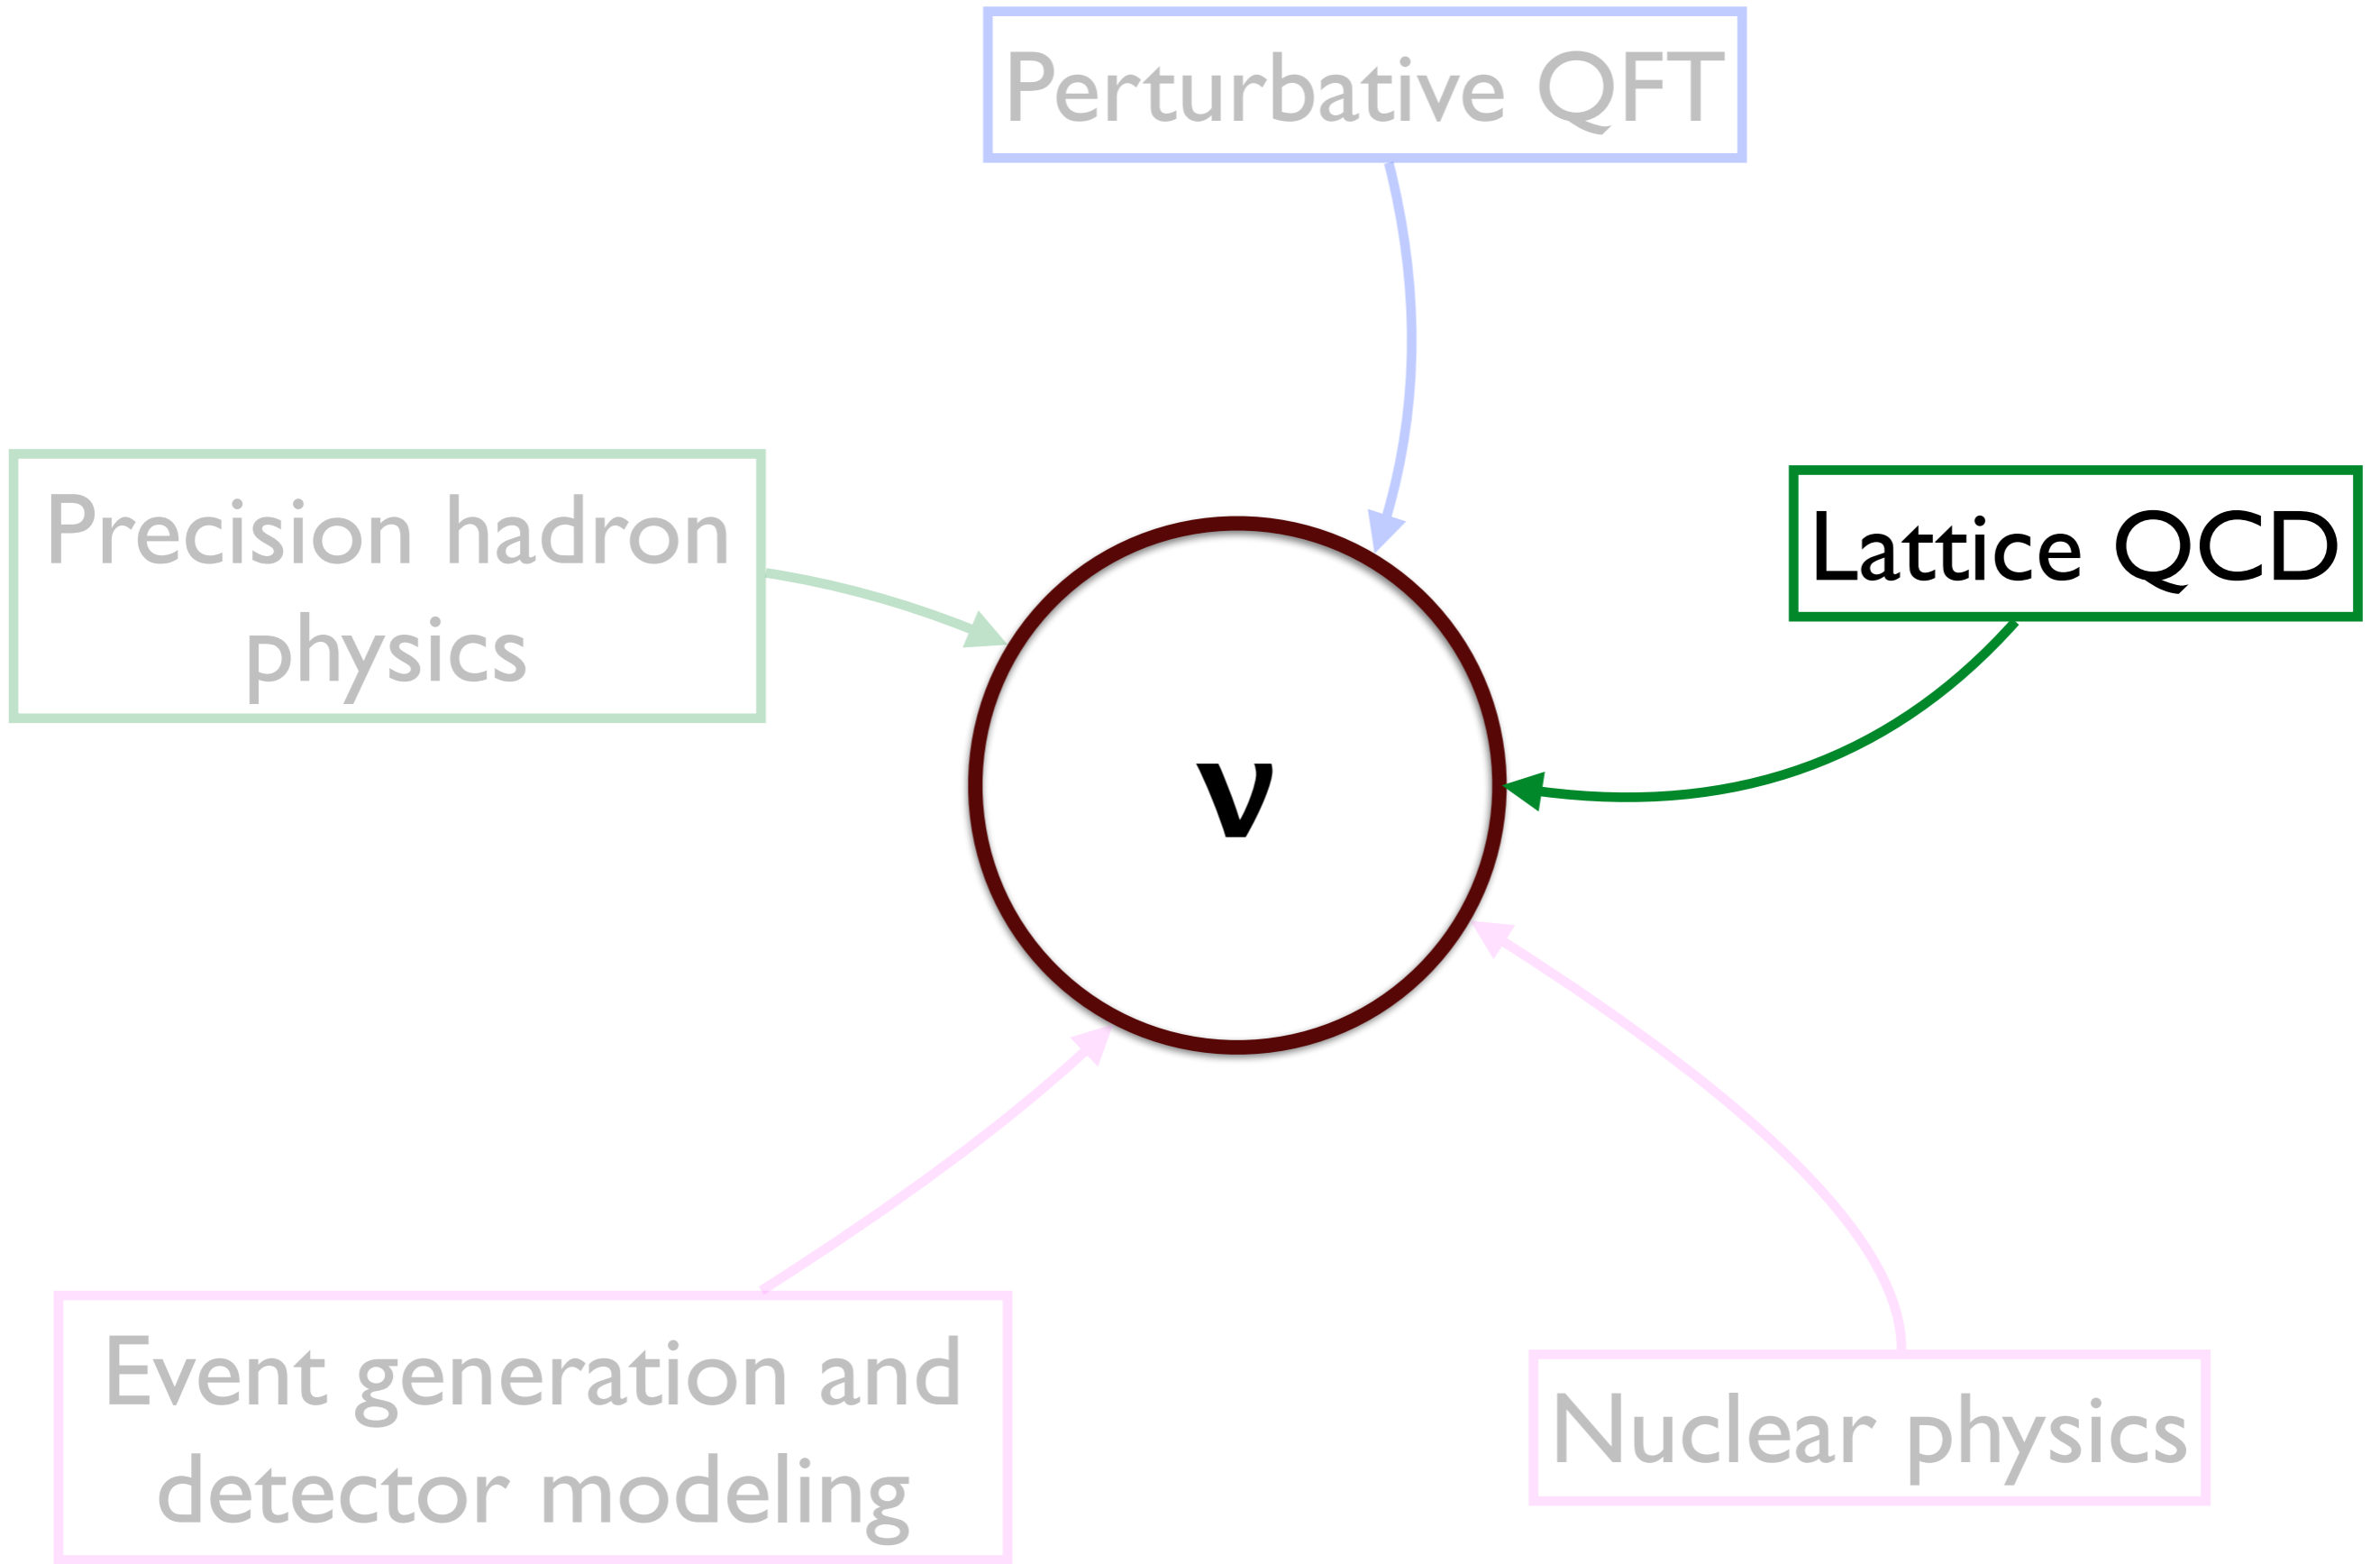 Perturbative QFT
Precision hadron
physics
Lattice QCD
ν
Event generation and
detector modeling
Nuclear physics